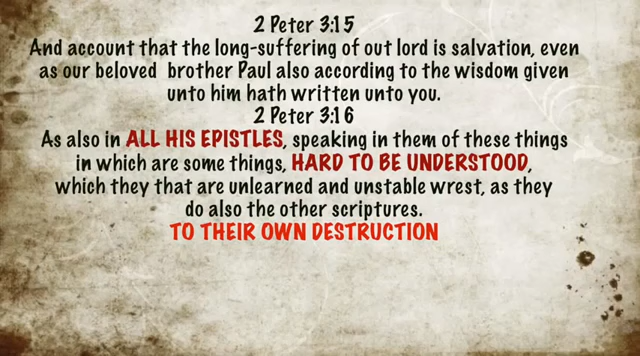 2 Peter 3:15
And account that the long-suffering of out lord is salvation, even
as our beloved brother Paul also according to the wisdom given
unto him hath written unto you.
2 Peter 3:16
As also in ALL HIS EPISTLES, speaking in them of these things
in which are some things, HARD TO BE UNDERSTOOD,
which they that are unlearned and unstable wrest, as they
do also the other scriptures.
TO THEIR OWN DESTRUCTION